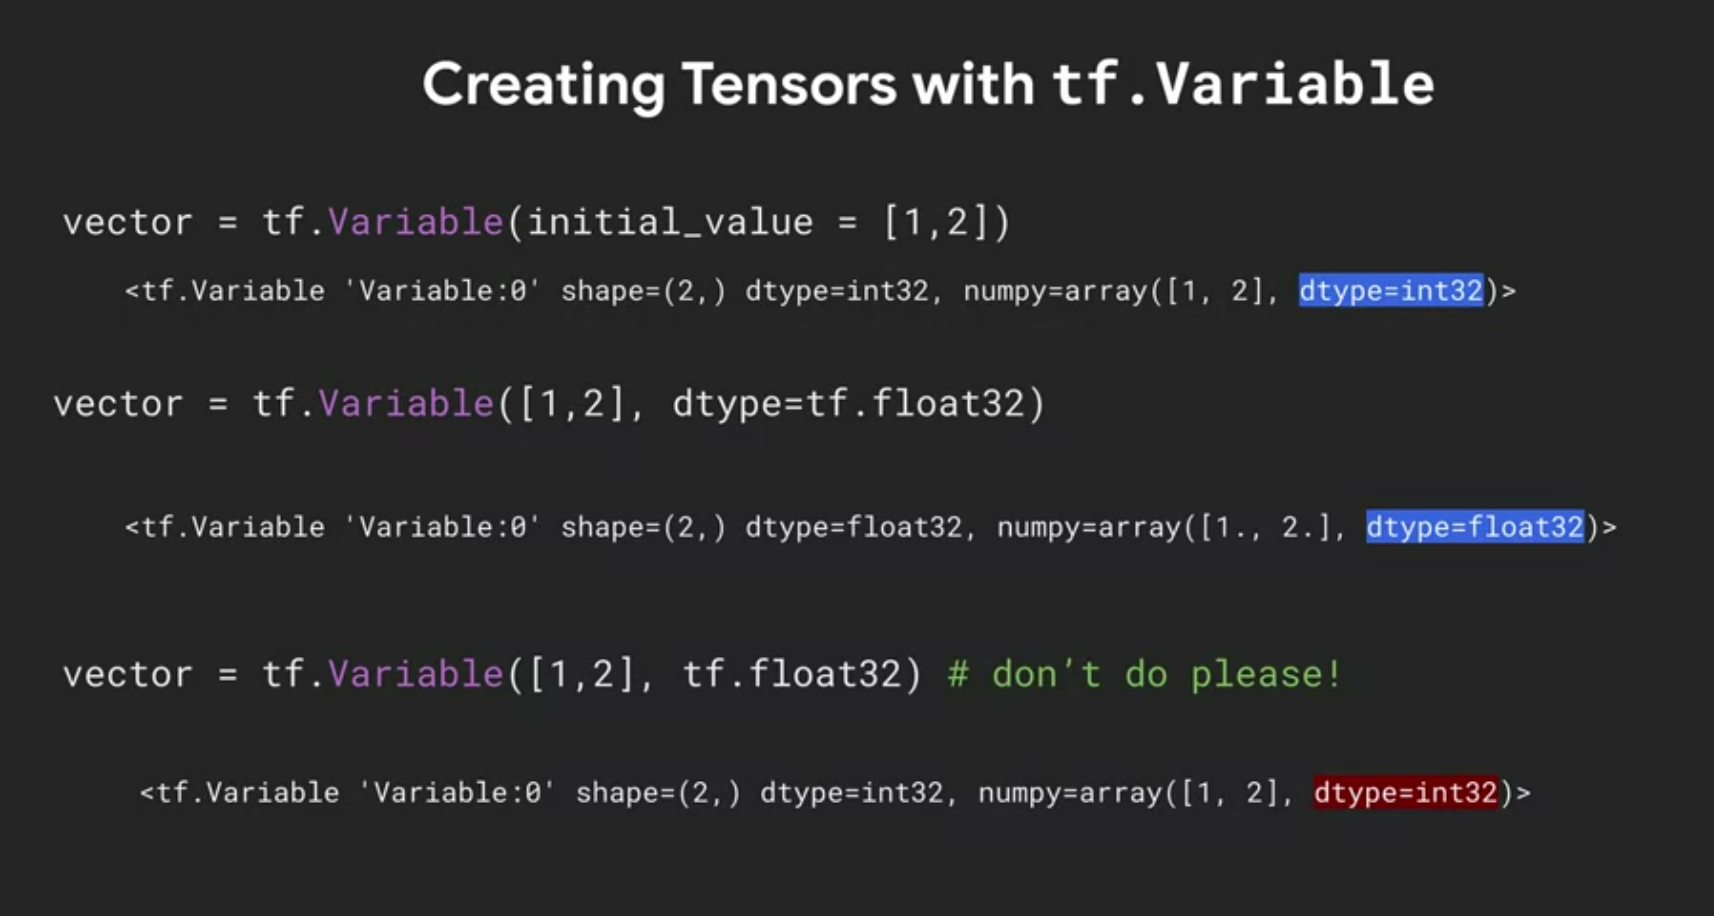 Creating Tensors with tf.Variable
vector = tf.Variable(initial_value = [1,2])
<tf.Variable 'Variable:0' shape=(2,) dtype=int32, numpy=array([1, 2], dtype=int32)>
vector = tf.Variable([1,2], dtype=tf.float32)
<tf.Variable 'Variable:0' shape=(2,) dtype=float32, numpy=array([1., 2.], dtype=float32)>
vector = tf.Variable([1,2], tf.float32) # don’t do please!
<tf.Variable 'Variable:0' shape=(2,) dtype=int32, numpy=array([1, 2], dtype=int32)>